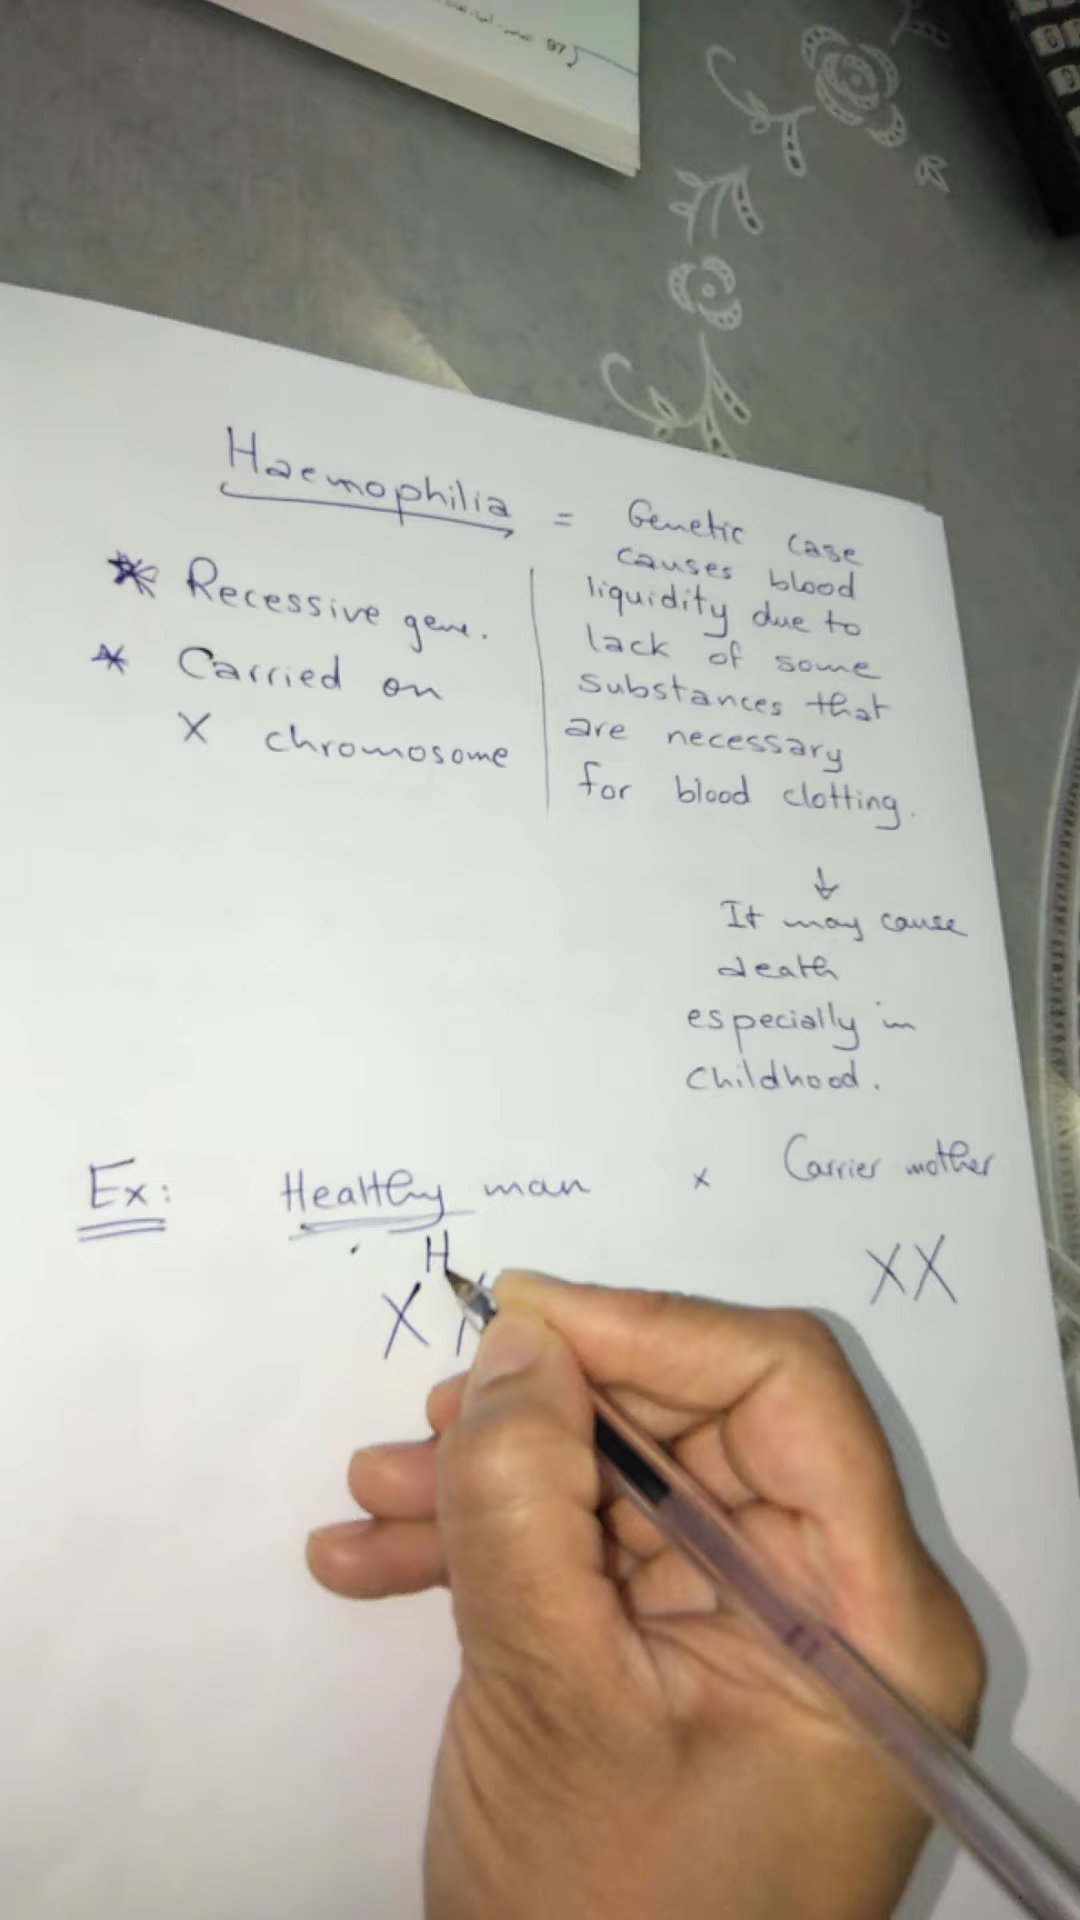 97
Haemophilia = Genetic case
causes blood
liquidity due to
lack of some
substances that
are necessary
for blood clotting.
* Recessive gene.
* Carried on
X chromosome
↓
It may cause
death
especially in
childhood.
Ex: Healthy man x Carrier mother
H
X
XX